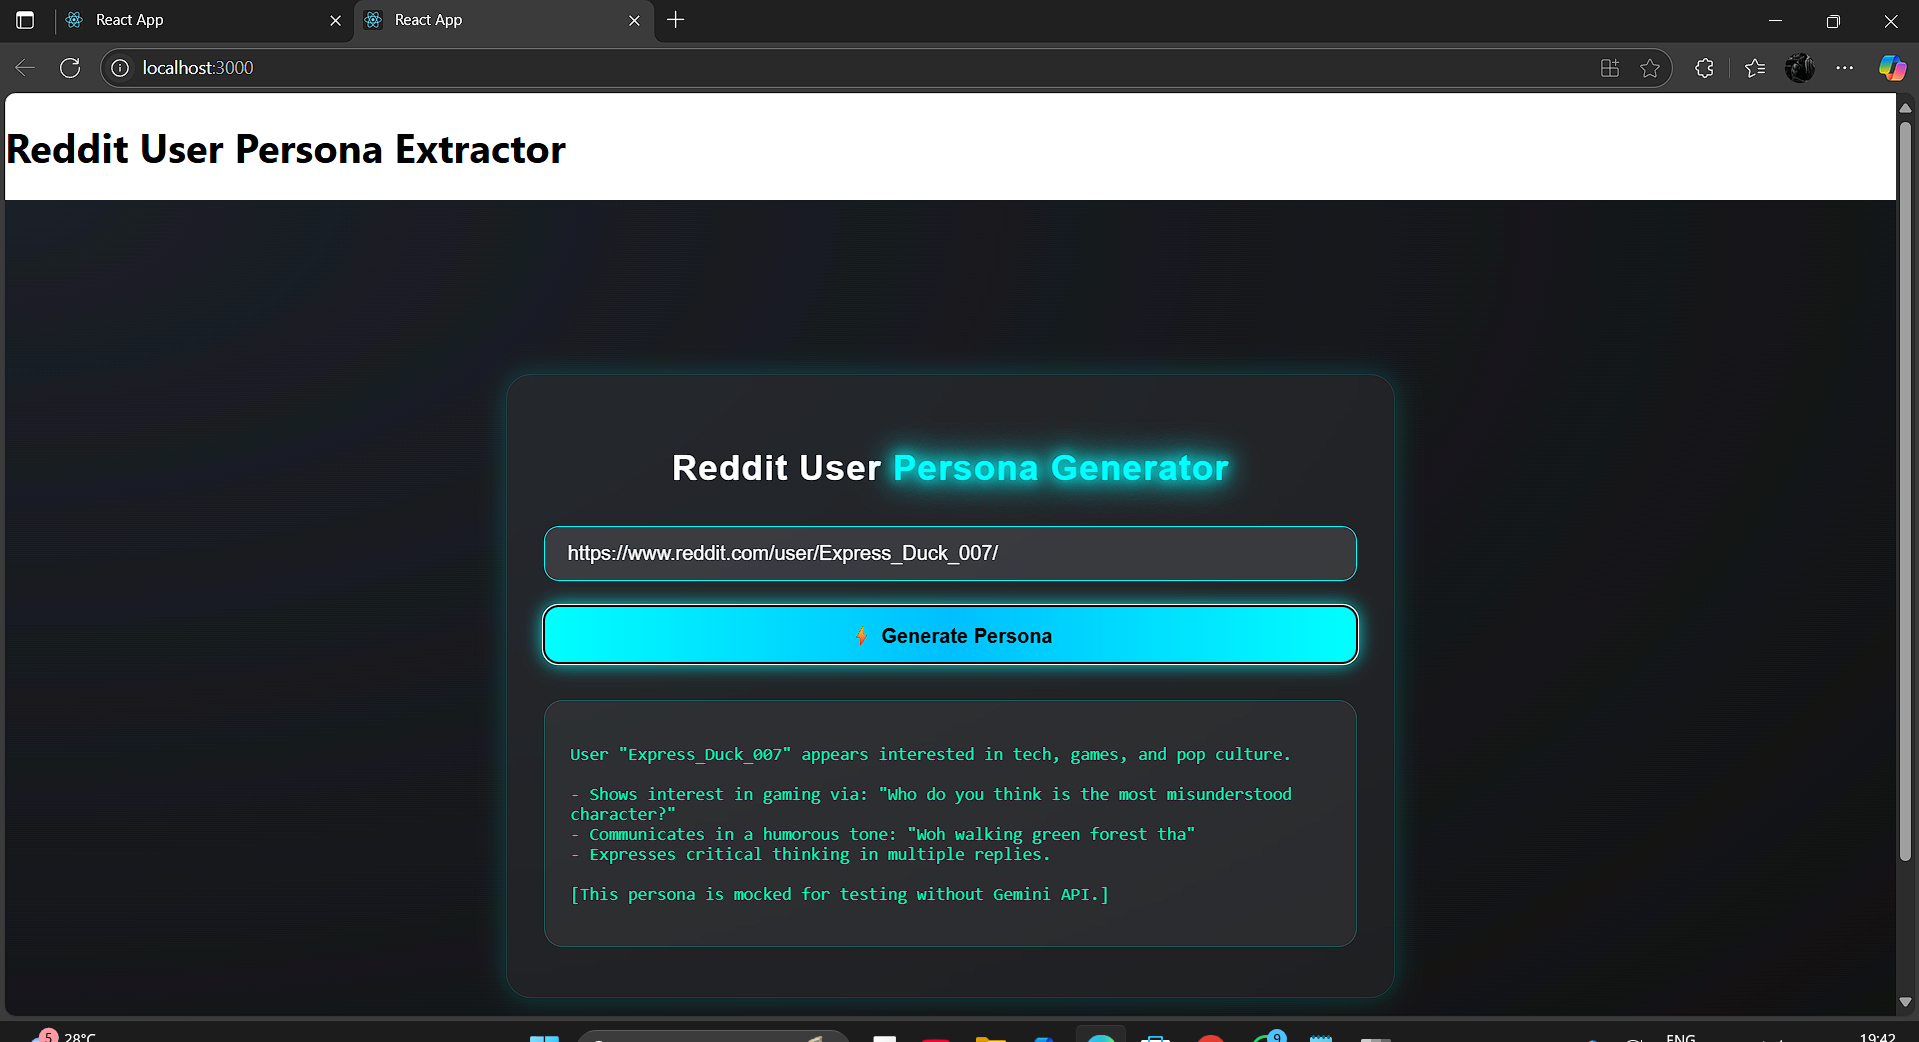 React App
React App
localhost:3000
Reddit User Persona Extractor
Reddit User Persona Generator
https://www.reddit.com/user/Express_Duck_007/
Generate Persona
User "Express_Duck_007" appears interested in tech, games, and pop culture.
- Shows interest in gaming via: "Who do you think is the most misunderstood
character?"
- Communicates in a humorous tone: "Woh walking green forest tha"
- Expresses critical thinking in multiple replies.
[This persona is mocked for testing without Gemini API.]
5
28°C
9
ENG
19:42